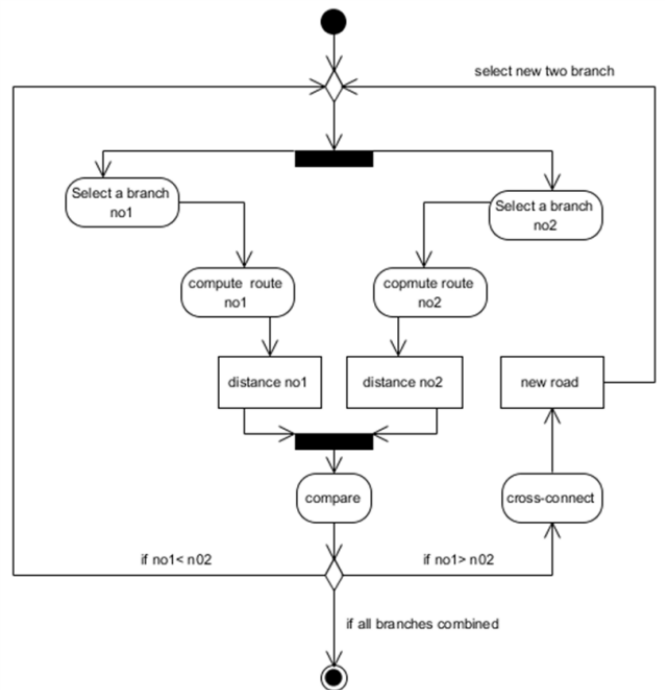 select new two branch
Select a branch
no1
Select a branch
no2
compute route
no1
copmute route
no2
distance no1
distance no2
new road
compare
cross-connect
if no1< n02
if no1> n02
if all branches combined